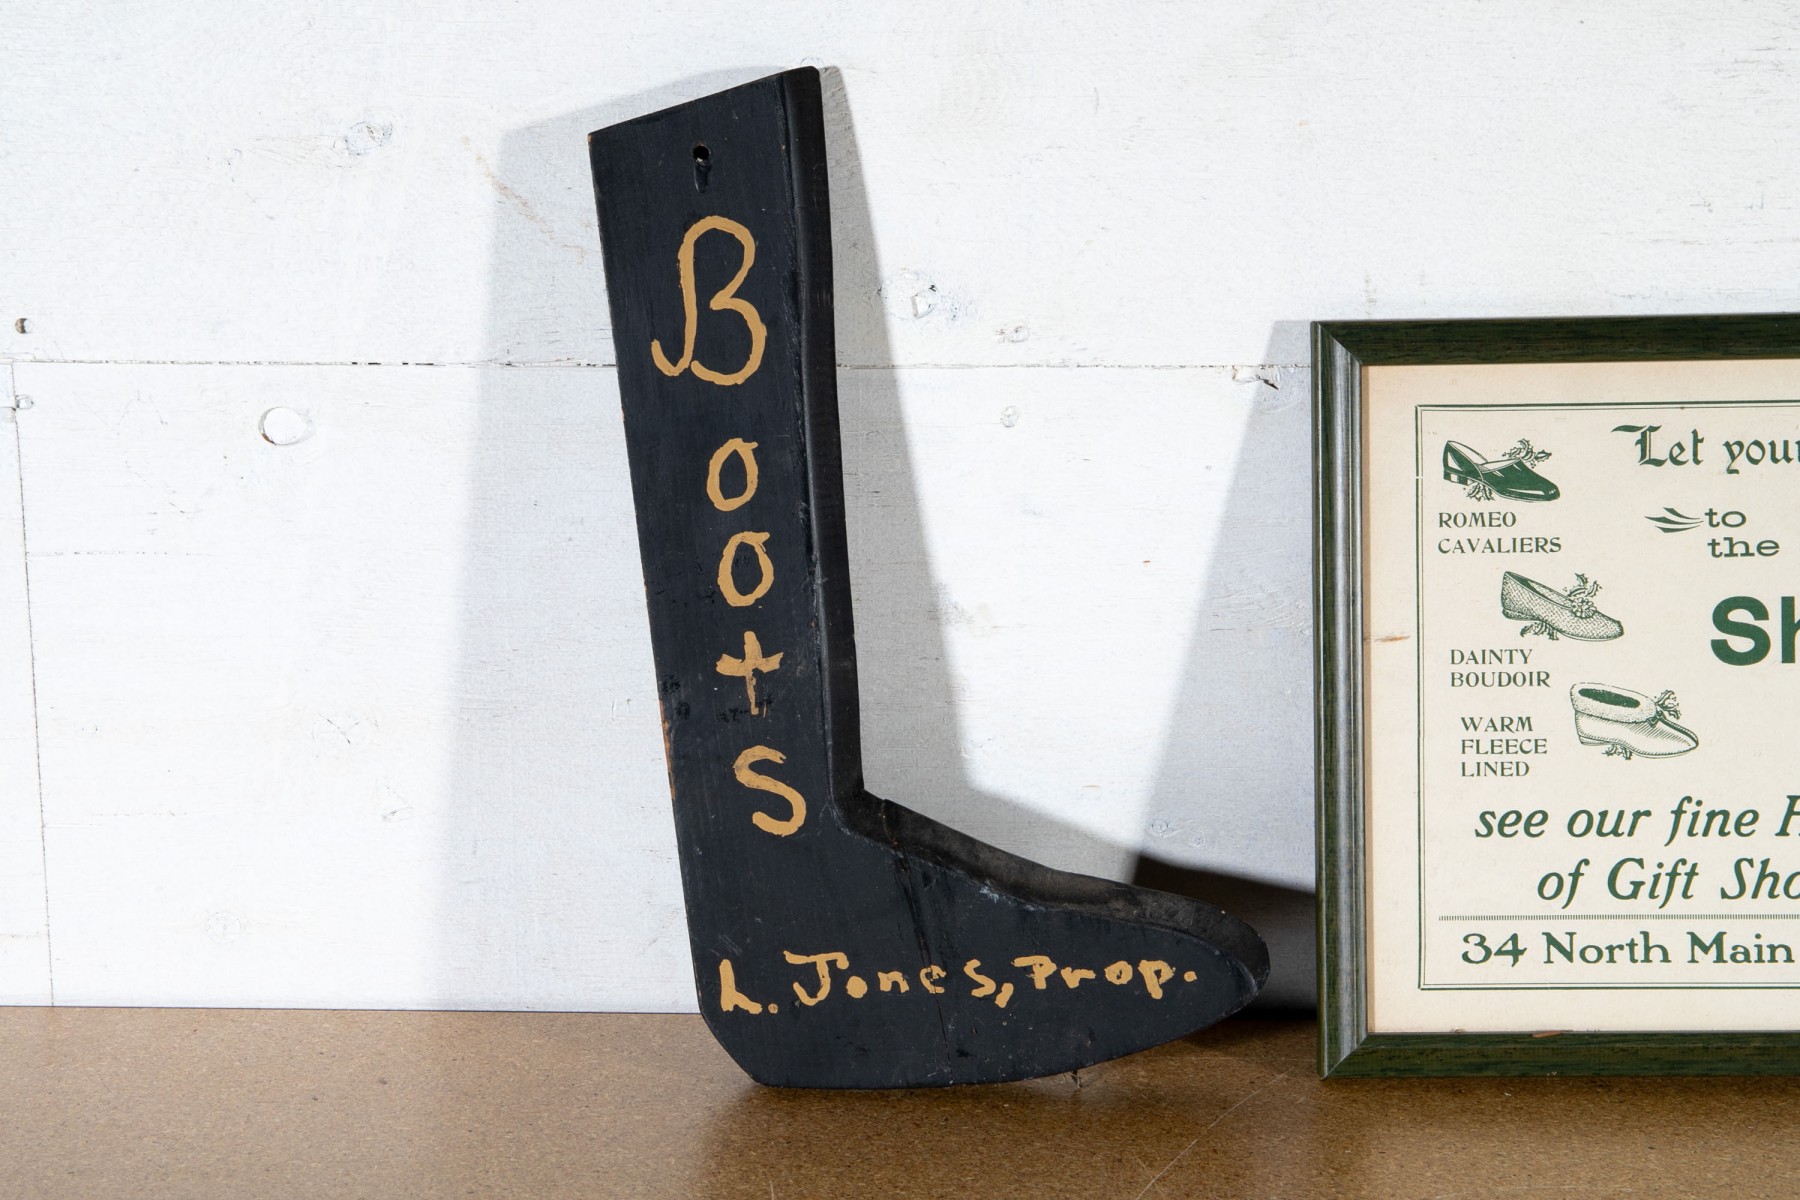 Boots
L. Jones, Prop.
Let your
to
the
ROMEO
CAVALIERS
DAINTY
BOUDOIR
WARM
FLEECE
LINED
see our fine
of Gift
34 North Main